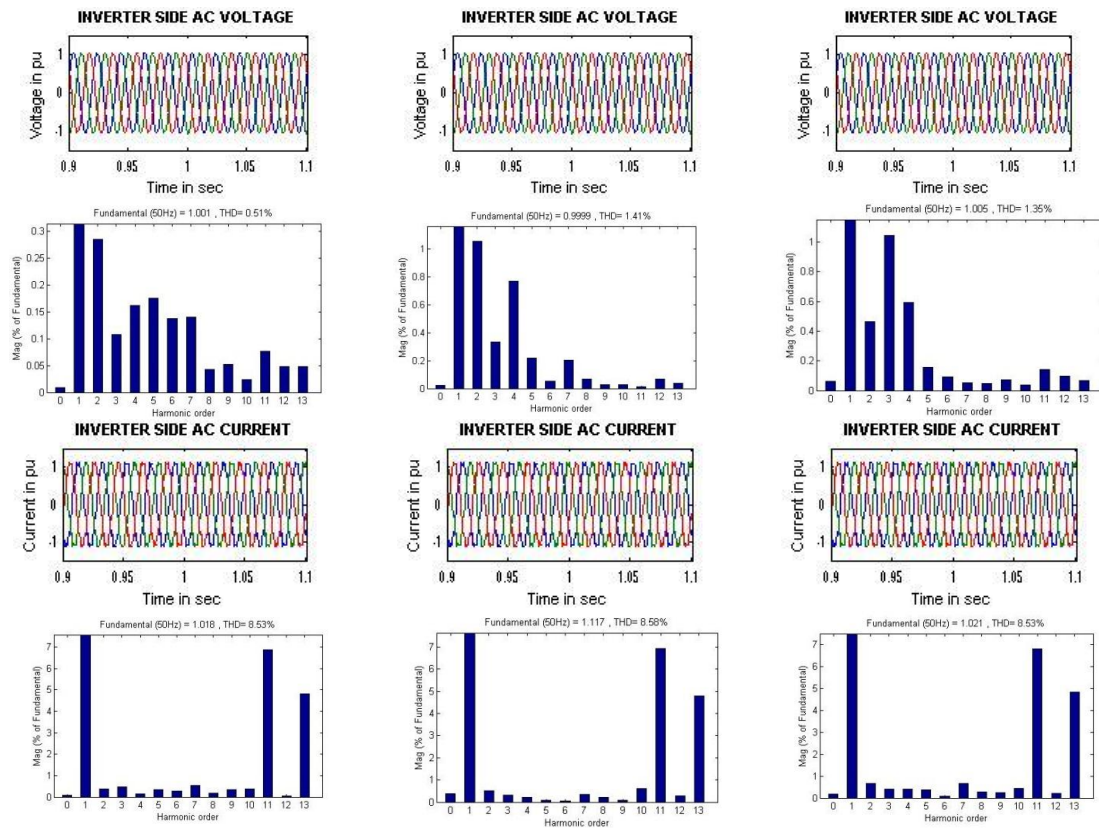 INVERTER SIDE AC VOLTAGE
Voltage in pu
1
0
-1
0.9 0.95 1 1.05 1.1
Time in sec
Fundamental (50Hz) = 1.001 , THD= 0.51%
Mag (% of Fundamental)
0.3
0.25
0.2
0.15
0.1
0.05
0
0 1 2 3 4 5 6 7 8 9 10 11 12 13
Harmonic order
INVERTER SIDE AC VOLTAGE
Voltage in pu
1
0
-1
0.9 0.95 1 1.05 1.1
Time in sec
Fundamental (50Hz) = 0.9999 , THD= 1.41%
Mag (% of Fundamental)
1
0.8
0.6
0.4
0.2
0
0 1 2 3 4 5 6 7 8 9 10 11 12 13
Harmonic order
INVERTER SIDE AC VOLTAGE
Voltage in pu
1
0
-1
0.9 0.95 1 1.05 1.1
Time in sec
Fundamental (50Hz) = 1.005 , THD= 1.35%
Mag (% of Fundamental)
1
0.8
0.6
0.4
0.2
0
0 1 2 3 4 5 6 7 8 9 10 11 12 13
Harmonic order
INVERTER SIDE AC CURRENT
Current in pu
1
0
-1
0.9 0.95 1 1.05 1.1
Time in sec
Fundamental (50Hz) = 1.018 , THD= 8.53%
Mag (% of Fundamental)
7
6
5
4
3
2
1
0
0 1 2 3 4 5 6 7 8 9 10 11 12 13
Harmonic order
INVERTER SIDE AC CURRENT
Current in pu
1
0
-1
0.9 0.95 1 1.05 1.1
Time in sec
Fundamental (50Hz) = 1.117 , THD= 8.58%
Mag (% of Fundamental)
7
6
5
4
3
2
1
0
0 1 2 3 4 5 6 7 8 9 10 11 12 13
Harmonic order
INVERTER SIDE AC CURRENT
Current in pu
1
0
-1
0.9 0.95 1 1.05 1.1
Time in sec
Fundamental (50Hz) = 1.021 , THD= 8.53%
Mag (% of Fundamental)
7
6
5
4
3
2
1
0
0 1 2 3 4 5 6 7 8 9 10 11 12 13
Harmonic order